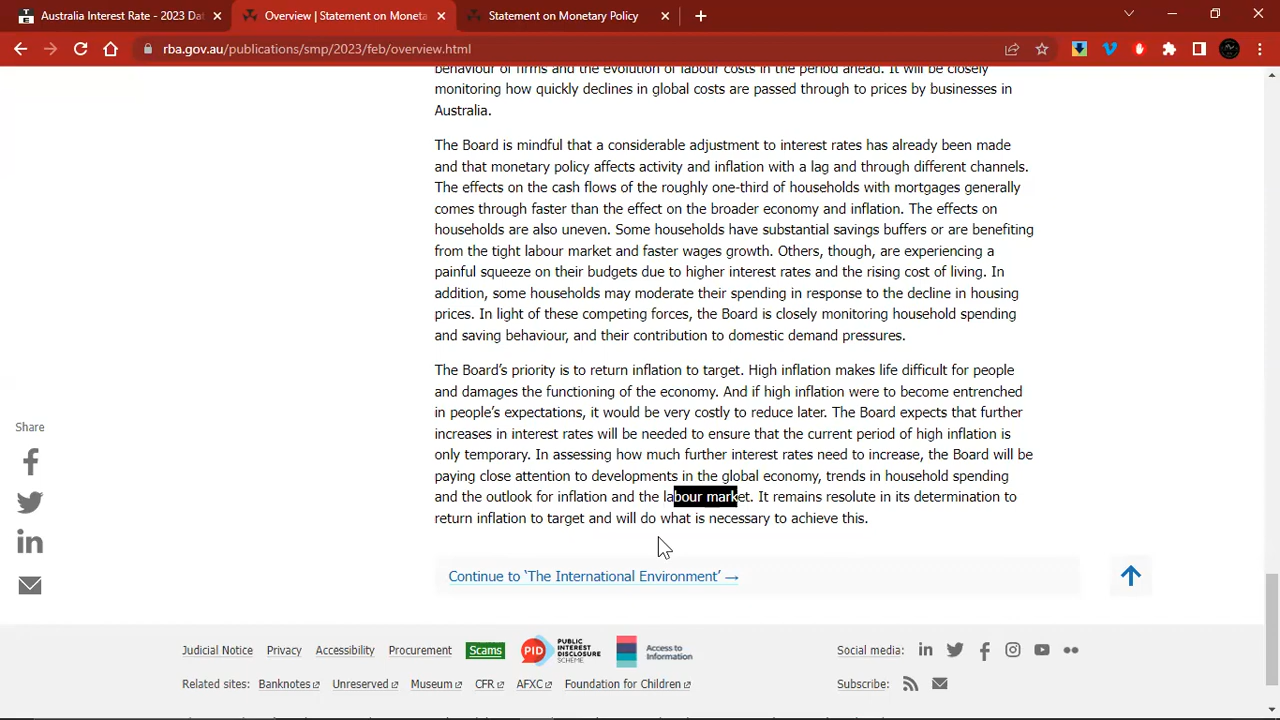 Australia Interest Rate - 2023 Dat
Overview | Statement on Moneta
Statement on Monetary Policy
rba.gov.au/publications/smp/2023/feb/overview.html
behaviour of firms and the evolution of labour costs in the period ahead. It will be closely
monitoring how quickly declines in global costs are passed through to prices by businesses in
Australia.
The Board is mindful that a considerable adjustment to interest rates has already been made
and that monetary policy affects activity and inflation with a lag and through different channels.
The effects on the cash flows of the roughly one-third of households with mortgages generally
comes through faster than the effect on the broader economy and inflation. The effects on
households are also uneven. Some households have substantial savings buffers or are benefiting
from the tight labour market and faster wages growth. Others, though, are experiencing a
painful squeeze on their budgets due to higher interest rates and the rising cost of living. In
addition, some households may moderate their spending in response to the decline in housing
prices. In light of these competing forces, the Board is closely monitoring household spending
and saving behaviour, and their contribution to domestic demand pressures.
The Board's priority is to return inflation to target. High inflation makes life difficult for people
and damages the functioning of the economy. And if high inflation were to become entrenched
in people's expectations, it would be very costly to reduce later. The Board expects that further
increases in interest rates will be needed to ensure that the current period of high inflation is
only temporary. In assessing how much further interest rates need to increase, the Board will be
paying close attention to developments in the global economy, trends in household spending
and the outlook for inflation and the labour market. It remains resolute in its determination to
return inflation to target and will do what is necessary to achieve this.
Share
Continue to ‘The International Environment’ →
Judicial Notice Privacy Accessibility Procurement Scams PID PUBLIC INTEREST DISCLOSURE SCHEME Access to Information Social media:
Related sites: Banknotes Unreserved Museum CFR AFXC Foundation for Children Subscribe: